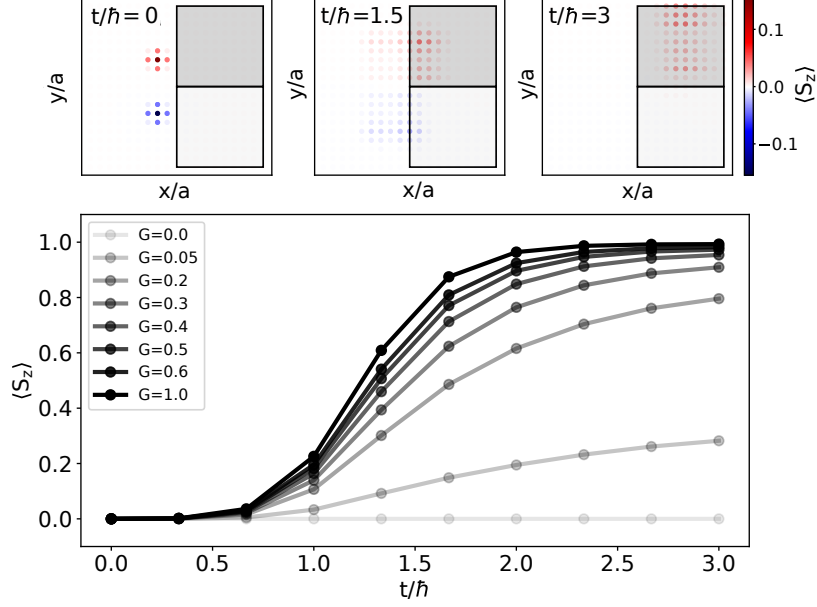 t/ħ = 0
t/ħ=1.5
t/ħ=3
y/a
y/a
y/a
x/a
x/a
x/a
0.1
0.0
−0.1
⟨S_z⟩
G=0.0
G=0.05
G=0.2
G=0.3
G=0.4
G=0.5
G=0.6
G=1.0
1.0
0.8
0.6
0.4
0.2
0.0
⟨S_z⟩
0.0 0.5 1.0 1.5 2.0 2.5 3.0
t/ħ